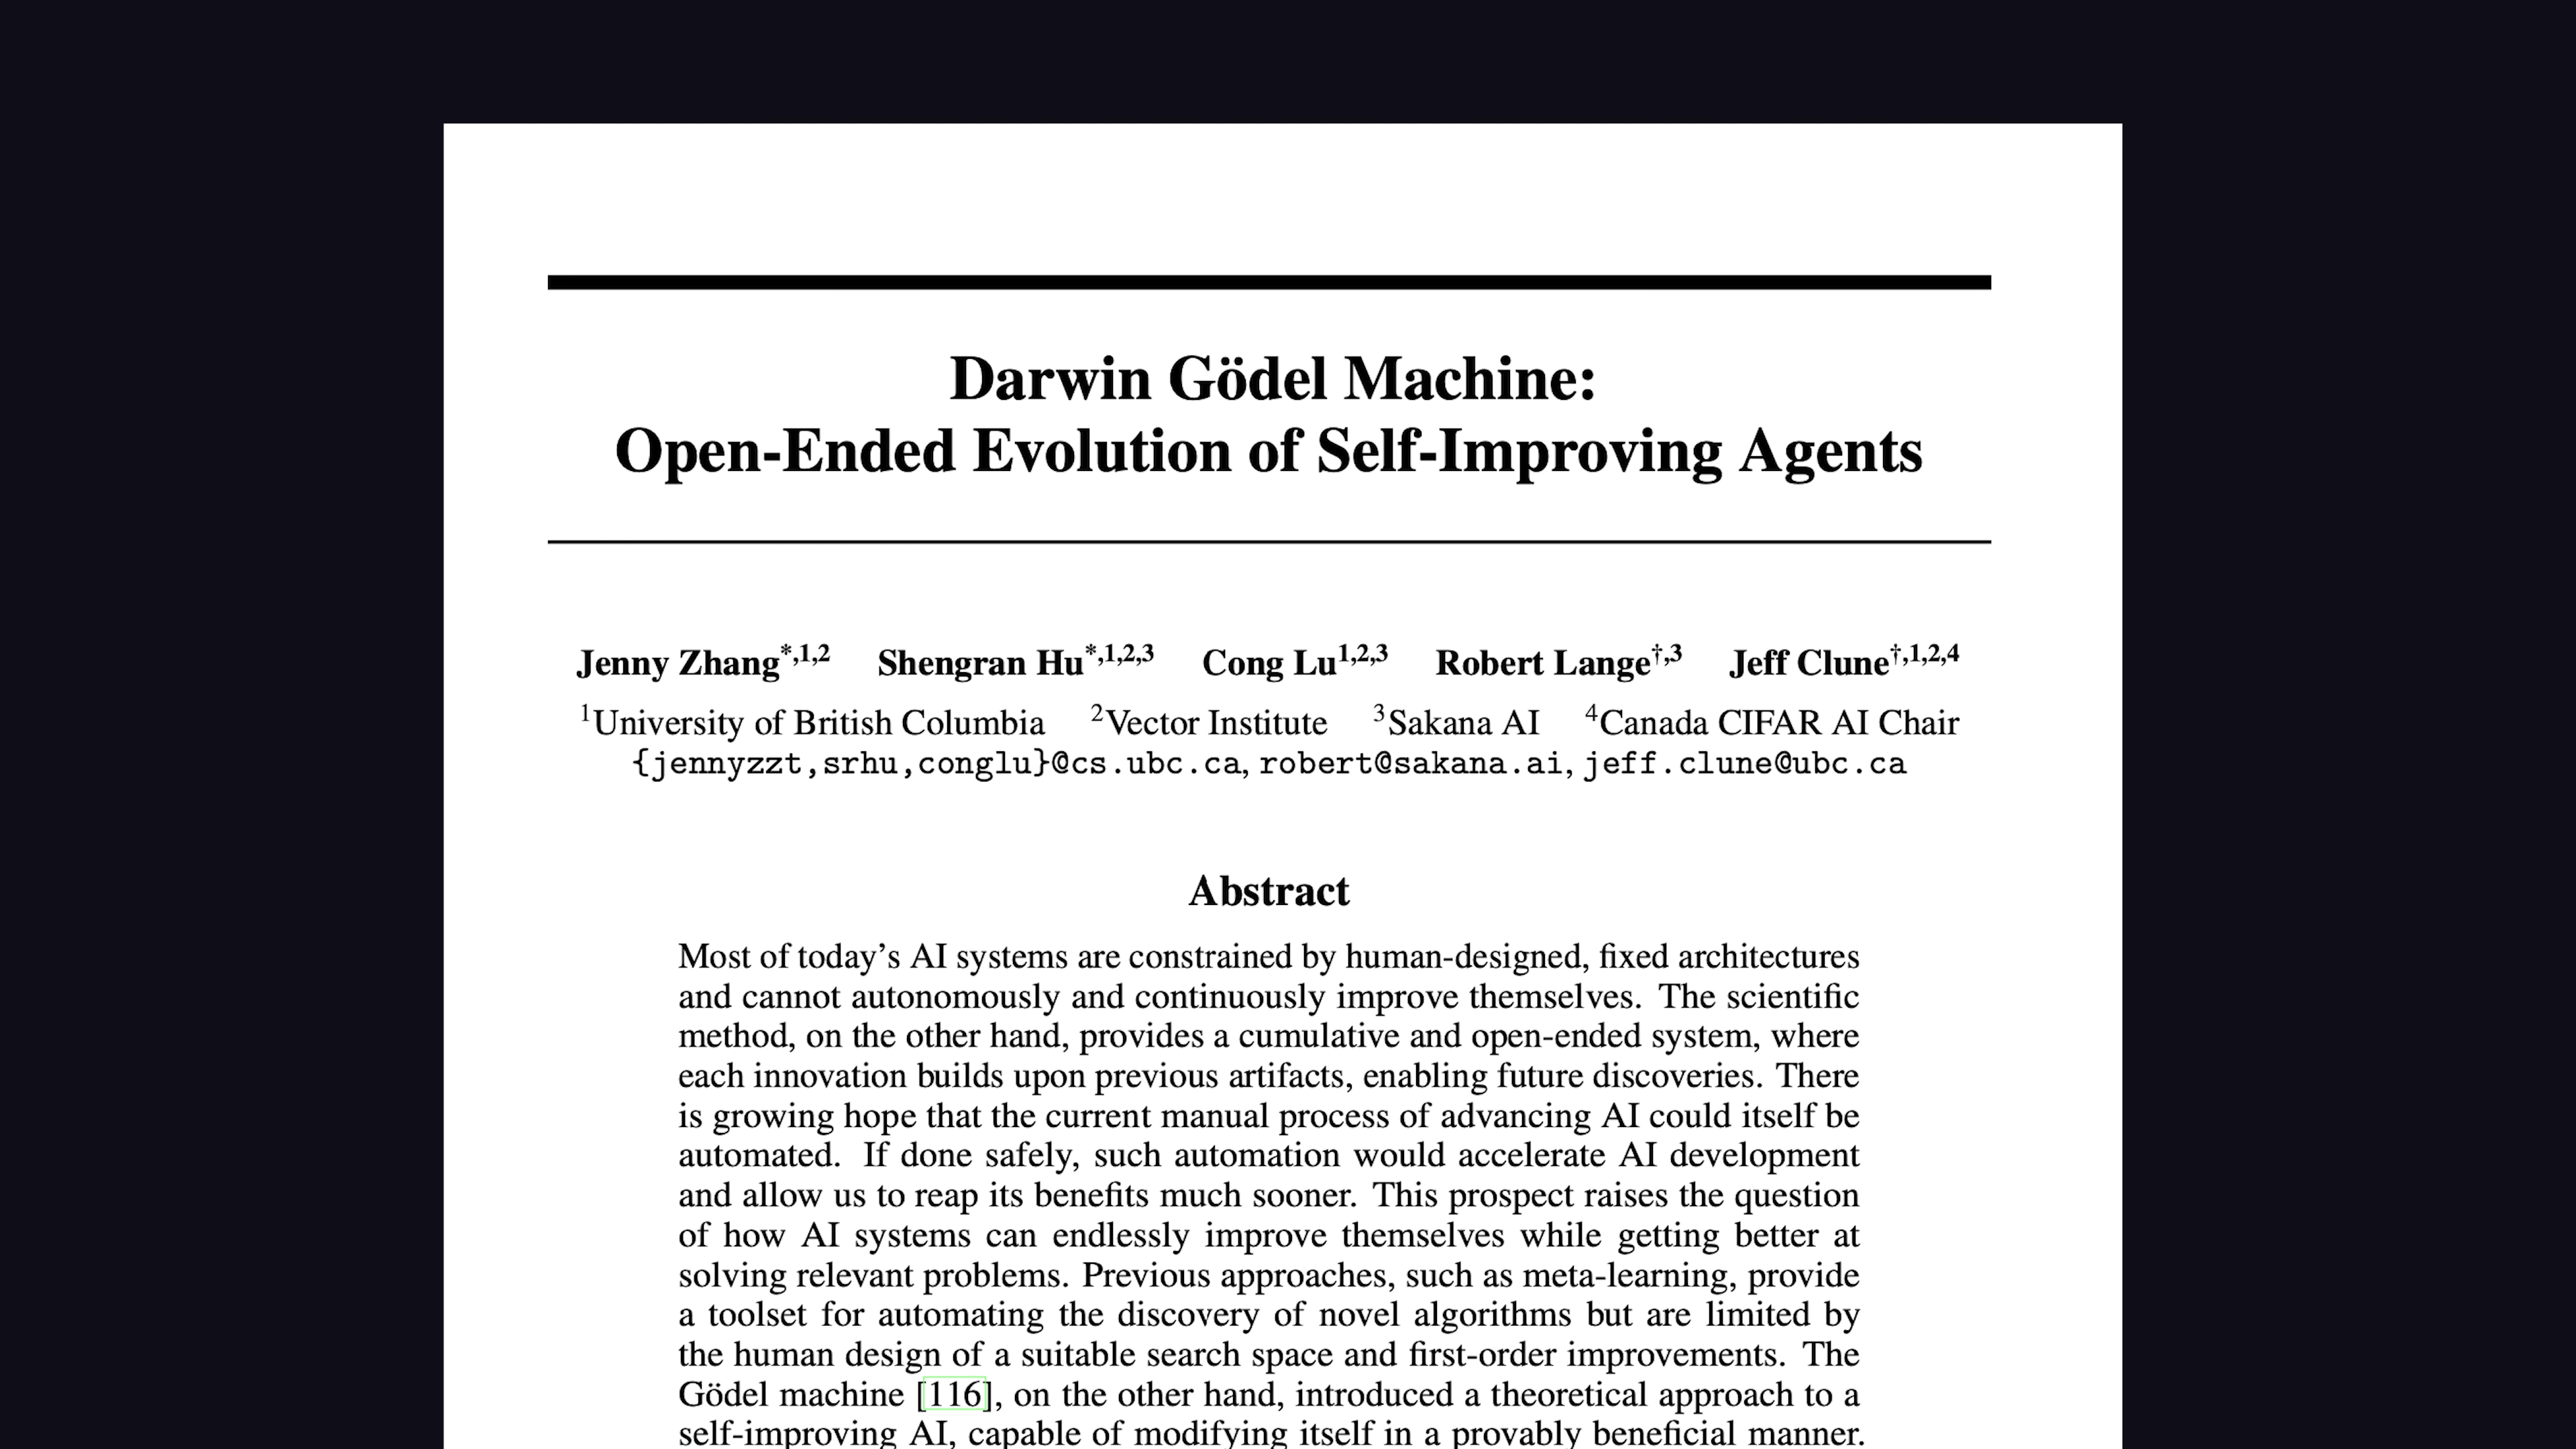 Darwin Gödel Machine:
Open-Ended Evolution of Self-Improving Agents
Jenny Zhang*,1,2 Shengran Hu*,1,2,3 Cong Lu1,2,3 Robert Lange†,3 Jeff Clune†,1,2,4
1University of British Columbia 2Vector Institute 3Sakana AI 4Canada CIFAR AI Chair
{jennyzzt,srhu,conglu}@cs.ubc.ca, robert@sakana.ai, jeff.clune@ubc.ca
Abstract
Most of today's AI systems are constrained by human-designed, fixed architectures
and cannot autonomously and continuously improve themselves. The scientific
method, on the other hand, provides a cumulative and open-ended system, where
each innovation builds upon previous artifacts, enabling future discoveries. There
is growing hope that the current manual process of advancing AI could itself be
automated. If done safely, such automation would accelerate AI development
and allow us to reap its benefits much sooner. This prospect raises the question
of how AI systems can endlessly improve themselves while getting better at
solving relevant problems. Previous approaches, such as meta-learning, provide
a toolset for automating the discovery of novel algorithms but are limited by
the human design of a suitable search space and first-order improvements. The
Gödel machine [116], on the other hand, introduced a theoretical approach to a
self-improving AI, capable of modifying itself in a provably beneficial manner.